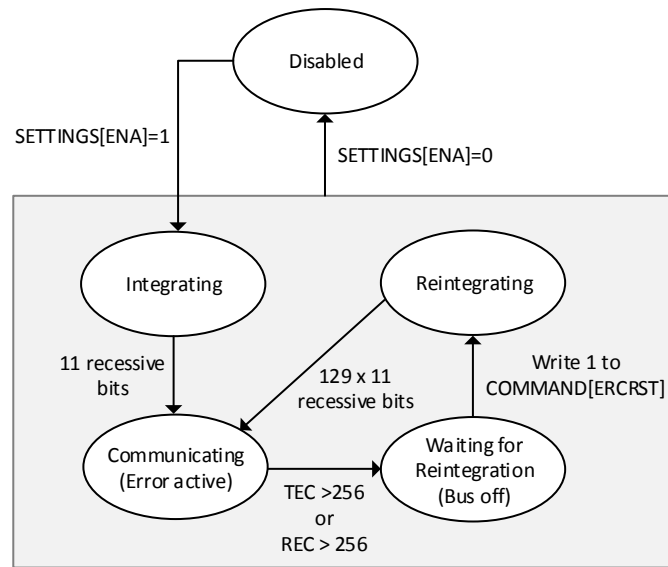 Disabled
SETTINGS[ENA]=1
SETTINGS[ENA]=0
Integrating
Reintegrating
11 recessive
bits
129 x 11
recessive bits
Write 1 to
COMMAND[ERCRST]
Communicating
(Error active)
Waiting for
Reintegration
(Bus off)
TEC >256
or
REC > 256